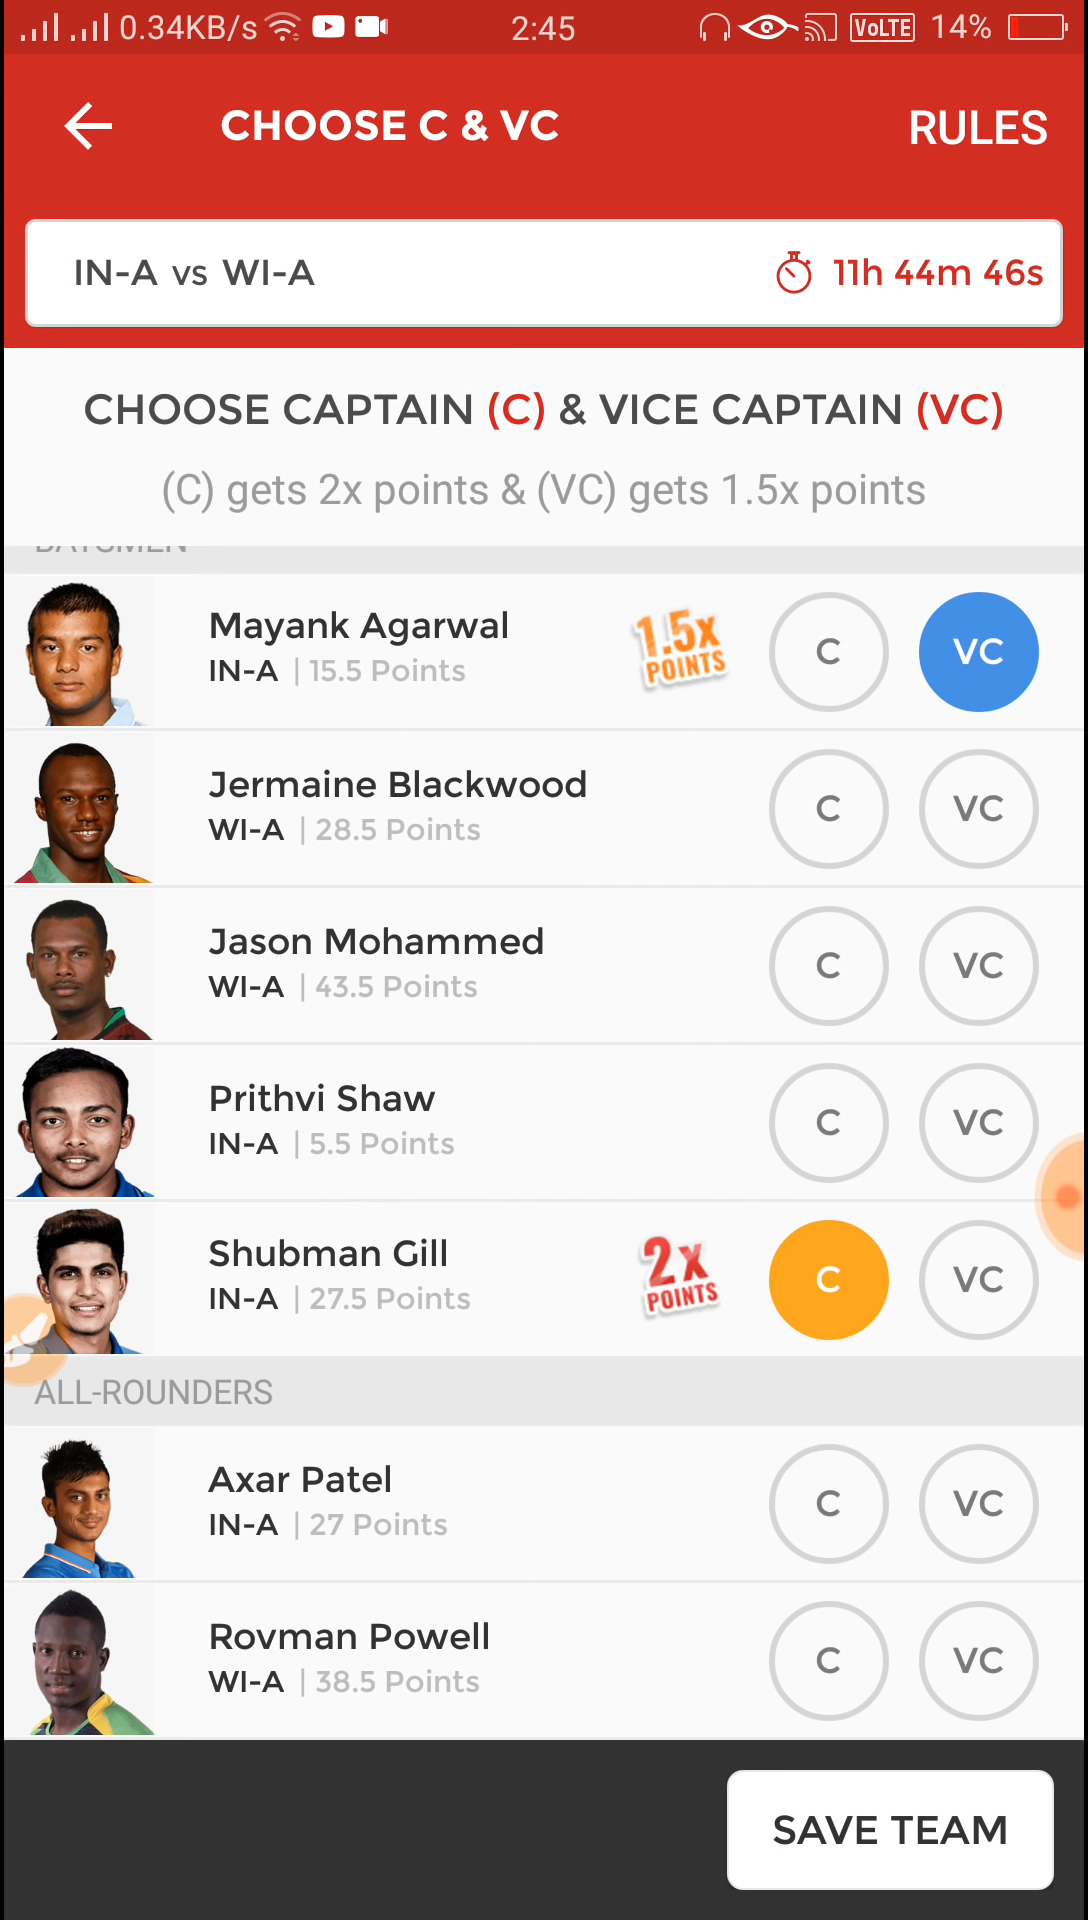 0.34KB/s 2:45 VoLTE 14%
CHOOSE C & VC RULES
IN-A vs WI-A 11h 44m 46s
CHOOSE CAPTAIN (C) & VICE CAPTAIN (VC)
(C) gets 2x points & (VC) gets 1.5x points
BATSMEN
Mayank Agarwal
IN-A | 15.5 Points
1.5x
POINTS
C VC
Jermaine Blackwood
WI-A | 28.5 Points
C VC
Jason Mohammed
WI-A | 43.5 Points
C VC
Prithvi Shaw
IN-A | 5.5 Points
C VC
Shubman Gill
IN-A | 27.5 Points
2x
POINTS
C VC
ALL-ROUNDERS
Axar Patel
IN-A | 27 Points
C VC
Rovman Powell
WI-A | 38.5 Points
C VC
SAVE TEAM